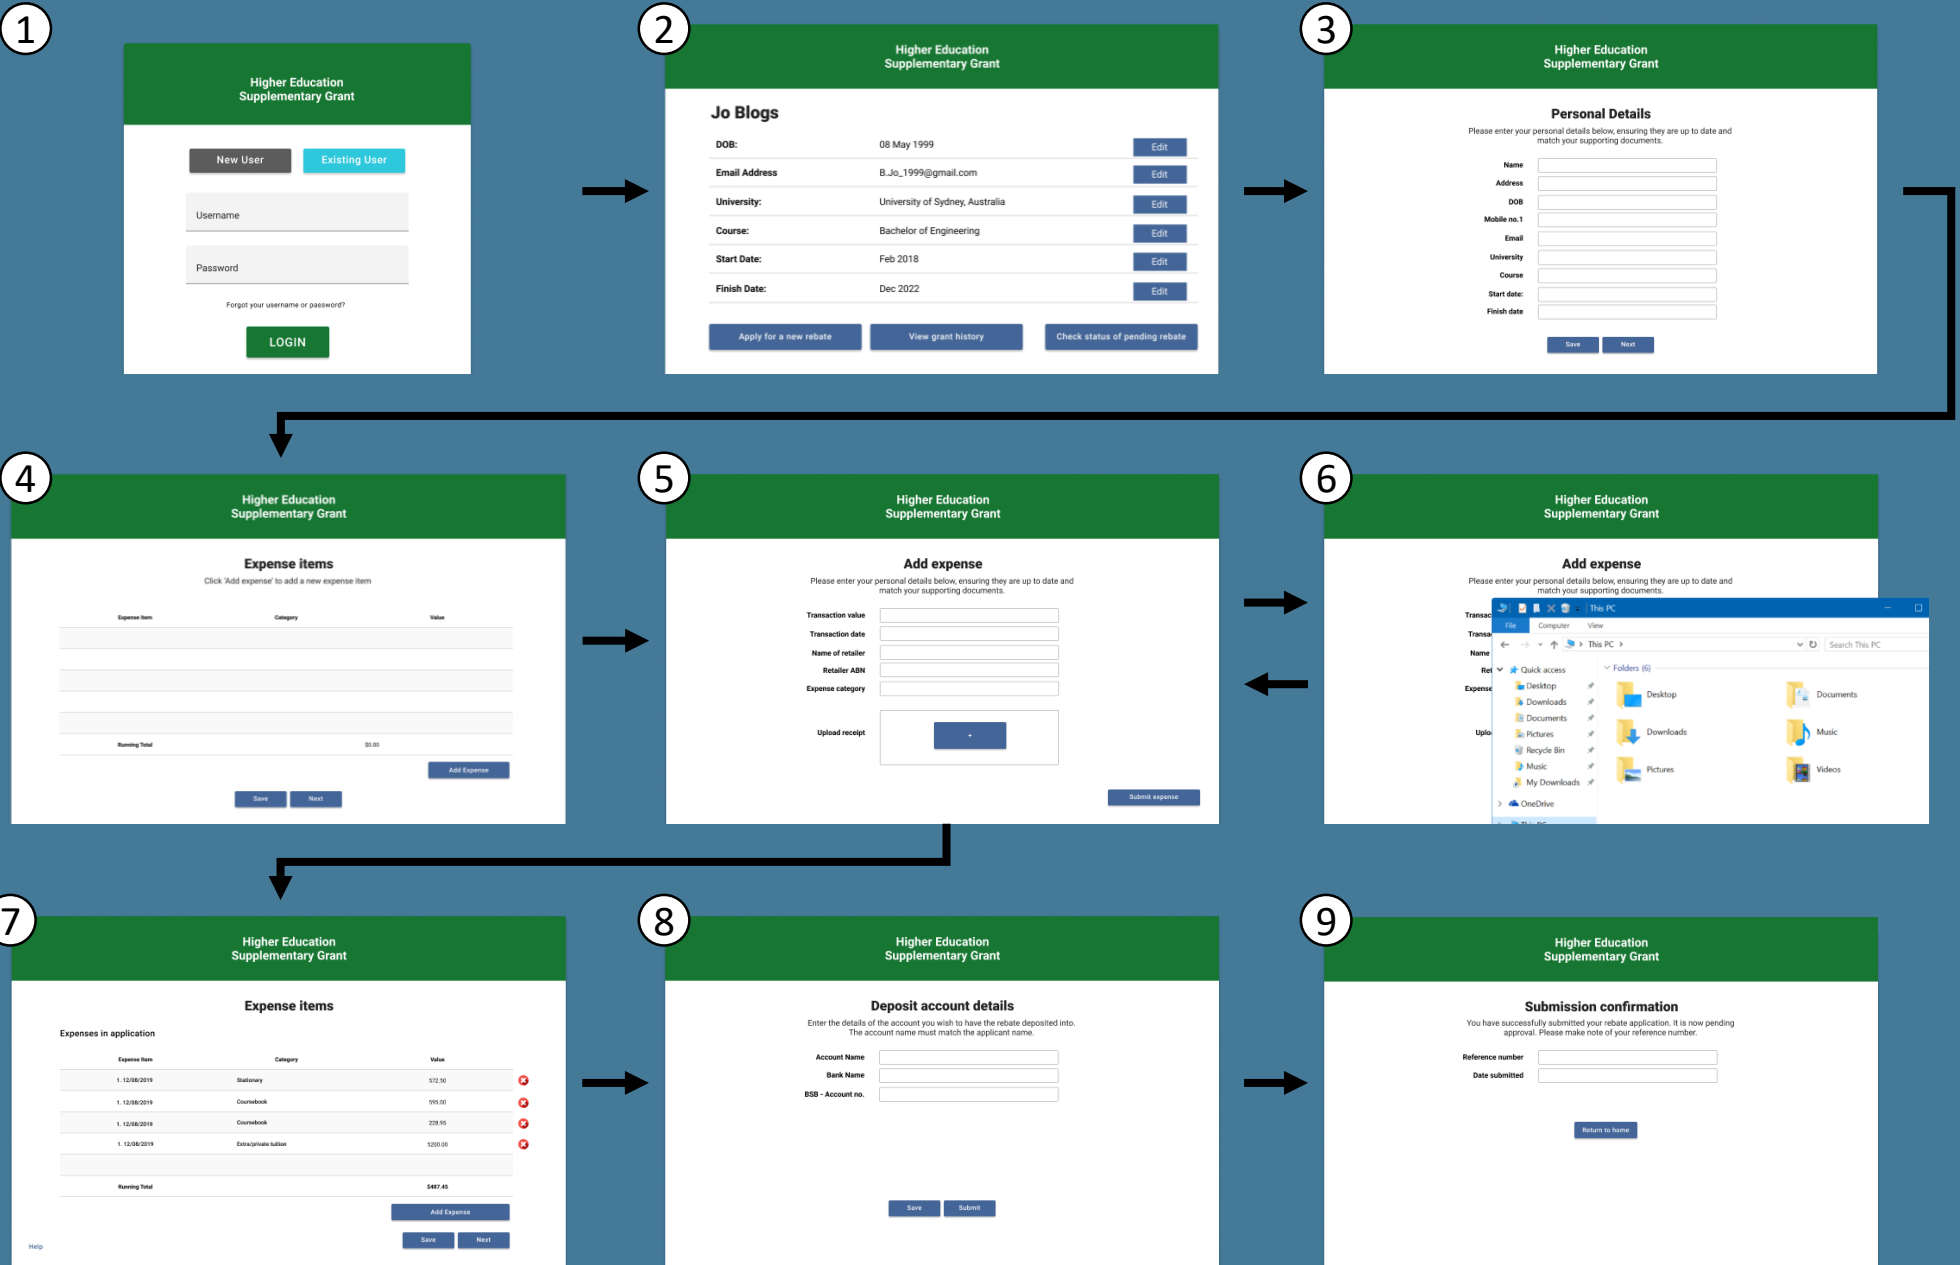 1
Higher Education
Supplementary Grant
New User
Existing User
Username
Password
Forgot your username or password?
LOGIN
2
Higher Education
Supplementary Grant
Jo Blogs
DOB: 08 May 1999 Edit
Email Address B.Jo_1999@gmail.com Edit
University: University of Sydney, Australia Edit
Course: Bachelor of Engineering Edit
Start Date: Feb 2018 Edit
Finish Date: Dec 2022 Edit
Apply for a new rebate View grant history Check status of pending rebate
3
Higher Education
Supplementary Grant
Personal Details
Please enter your personal details below, ensuring they are up to date and
match your supporting documents.
Name
Address
DOB
Mobile no.1
Email
University
Course
Start date:
Finish date
Save Next
4
Higher Education
Supplementary Grant
Expense items
Click 'Add expense' to add a new expense item
Expense Item Category Value
Running Total $0.00
Add Expense
Save Next
5
Higher Education
Supplementary Grant
Add expense
Please enter your personal details below, ensuring they are up to date and
match your supporting documents.
Transaction value
Transaction date
Name of retailer
Retailer ABN
Expense category
Upload receipt +
Submit expense
6
Higher Education
Supplementary Grant
Add expense
Please enter your personal details below, ensuring they are up to date and
match your supporting documents.
Transac
Transa
Name
Ret
Expense
Uplo
This PC
File Computer View
This PC
Search This PC
Quick access
Desktop
Downloads
Documents
Pictures
Recycle Bin
Music
My Downloads
OneDrive
This PC
Folders (6)
Desktop Documents
Downloads Music
Pictures Videos
7
Higher Education
Supplementary Grant
Expense items
Expenses in application
Expense Item Category Value
1. 12/08/2019 Stationary 572.50
1. 12/08/2019 Coursebook 595.00
1. 12/08/2019 Coursebook 228.95
1. 12/08/2019 Extra/private tuition 5200.00
Running Total $487.45
Add Expense
Save Next
Help
8
Higher Education
Supplementary Grant
Deposit account details
Enter the details of the account you wish to have the rebate deposited into.
The account name must match the applicant name.
Account Name
Bank Name
BSB - Account no.
Save Submit
9
Higher Education
Supplementary Grant
Submission confirmation
You have successfully submitted your rebate application. It is now pending
approval. Please make note of your reference number.
Reference number
Date submitted
Return to home